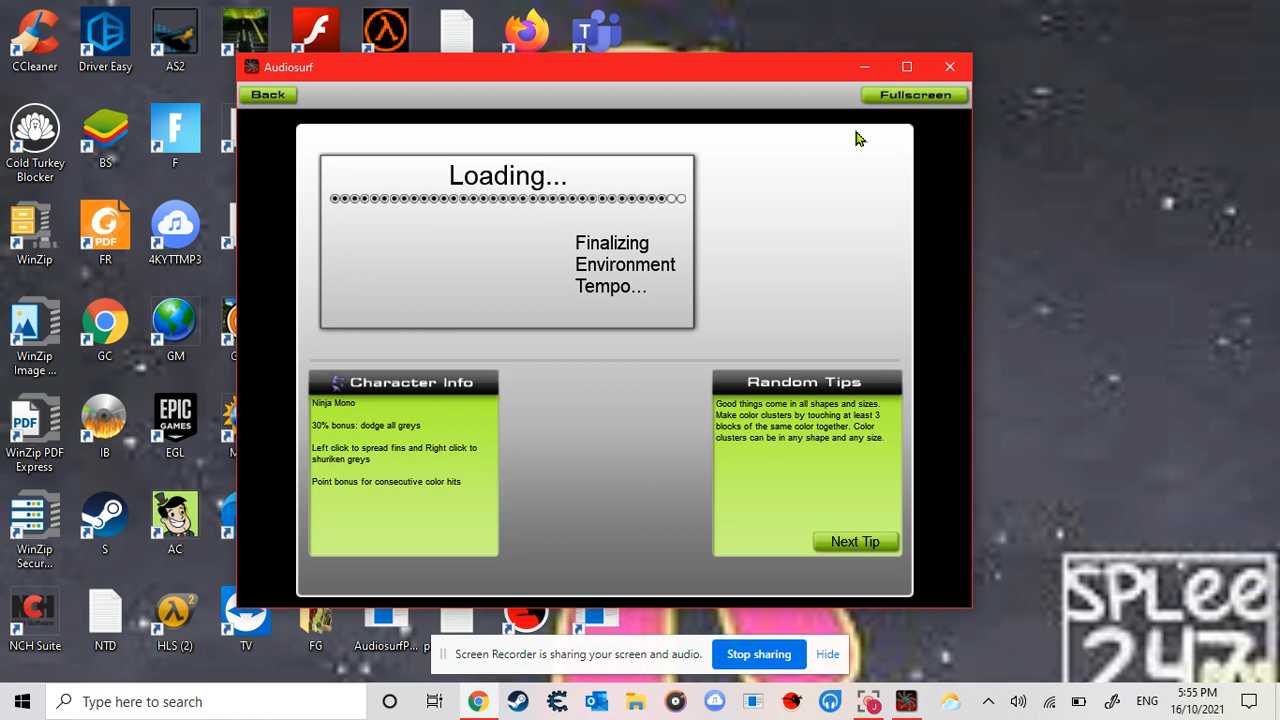 CCleaner
Driver Easy
AS2
Audiosurf
Back
Fullscreen
Loading...
Finalizing
Environment
Tempo...
Character Info
Ninja Mono
30% bonus: dodge all greys
Left click to spread fins and Right click to
shuriken greys
Point bonus for consecutive color hits
Random Tips
Good things come in all shapes and sizes.
Make color clusters by touching at least 3
blocks of the same color together. Color
clusters can be in any shape and any size.
Next Tip
Cold Turkey
Blocker
BS
F
WinZip
PDF
FR
4KYTTMP3
WinZip
Image ...
GC
GM
PDF
WinZip PDF
Express
IB
EPIC
GAMES
EGL
WinZip
Secur...
S
AC
NCH
NCH Suite
NTD
HLS (2)
TV
FG
AudiosurfP...
SPLee
247
Screen Recorder is sharing your screen and audio.
Stop sharing
Hide
Type here to search
ENG
5:55 PM
16/10/2021